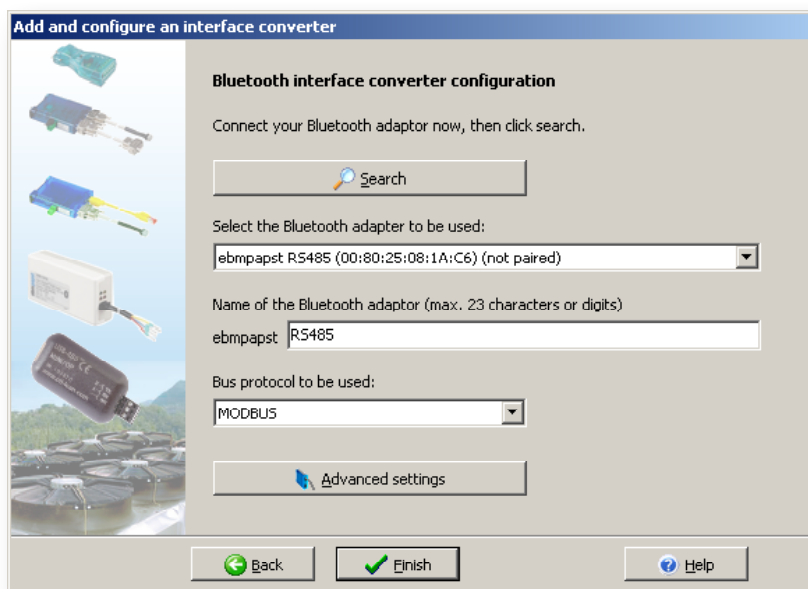 Add and configure an interface converter
Bluetooth interface converter configuration
Connect your Bluetooth adaptor now, then click search.
Search
Select the Bluetooth adapter to be used:
ebmpapst RS485 (00:80:25:08:1A:C6) (not paired)
Name of the Bluetooth adaptor (max. 23 characters or digits)
ebmpapst RS485
Bus protocol to be used:
MODBUS
Advanced settings
Back Finish Help